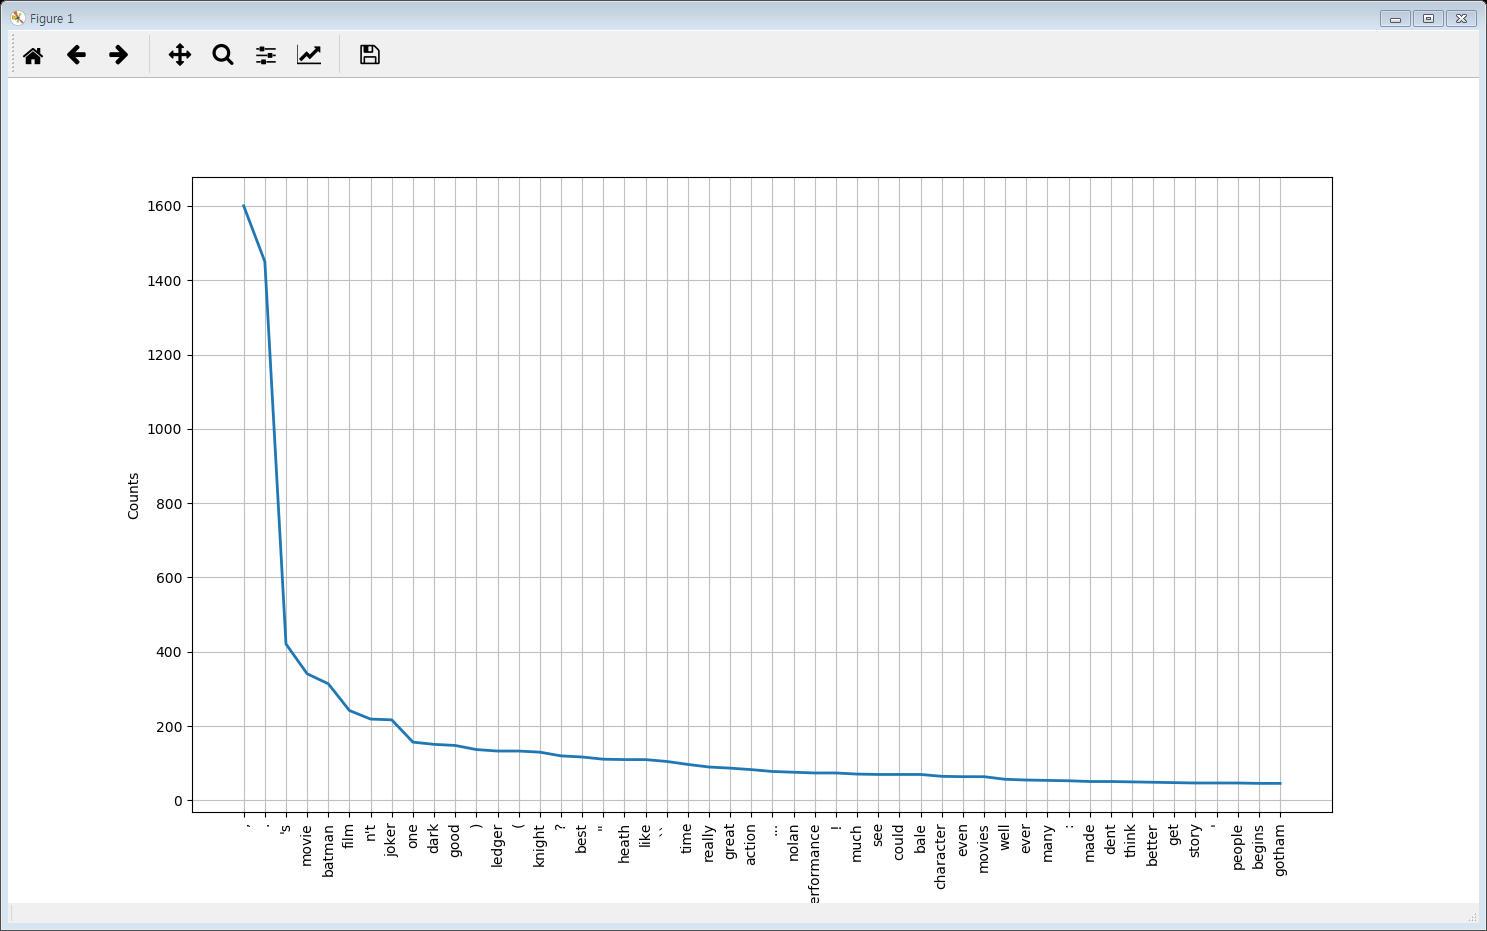 Figure 1
1600
1400
1200
1000
800
600
400
200
0
Counts
,
.
's
movie
batman
film
n't
joker
one
dark
good
)
ledger
(
knight
?
best
''
heath
like
``
time
really
great
action
...
nolan
erformance
!
much
see
could
bale
character
even
movies
well
ever
many
:
made
dent
think
better
get
story
'
people
begins
gotham